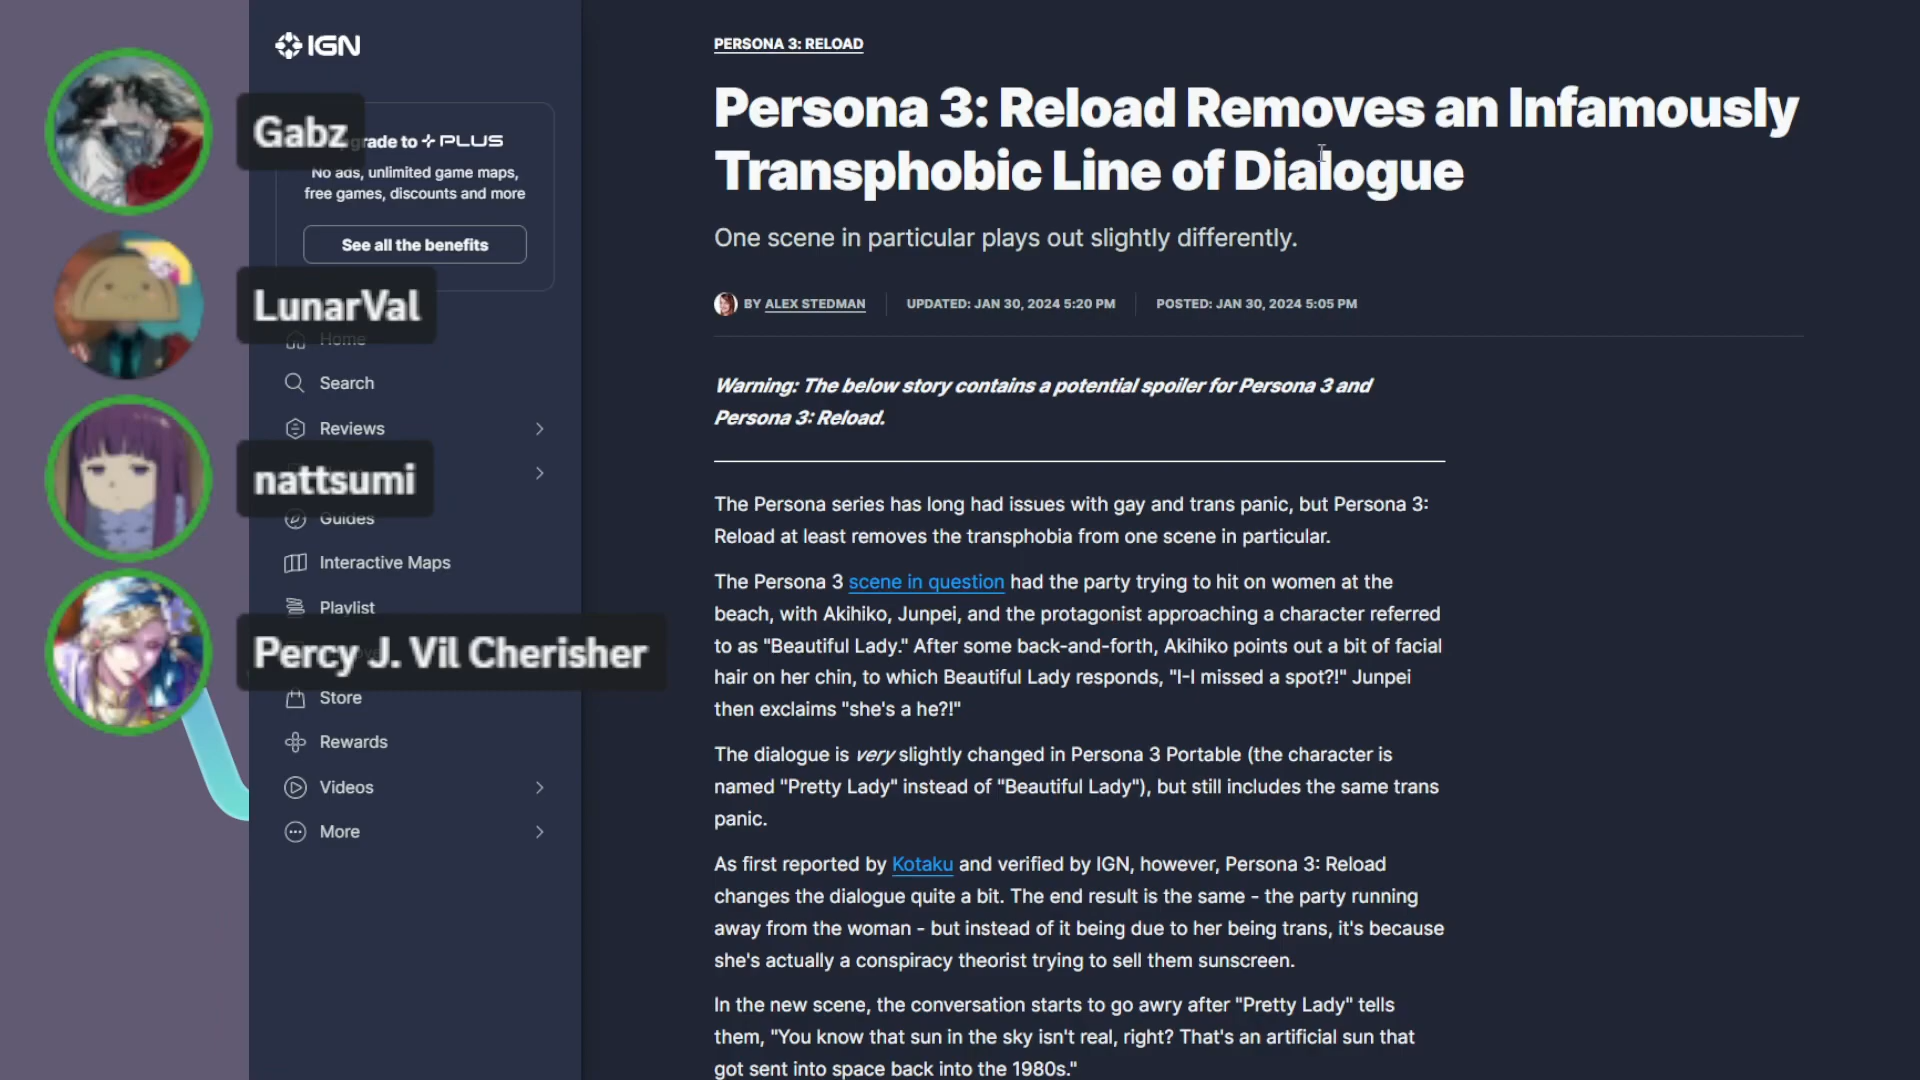 IGN
Gabz
grade to + PLUS
No ads, unlimited game maps,
free games, discounts and more
See all the benefits
LunarVal
Home
Search
Reviews
nattsumi
Guides
Interactive Maps
Playlist
Percy J. Vil Cherisher
Store
Rewards
Videos
More
PERSONA 3: RELOAD
Persona 3: Reload Removes an Infamously
Transphobic Line of Dialogue
One scene in particular plays out slightly differently.
BY ALEX STEDMAN
UPDATED: JAN 30, 2024 5:20 PM
POSTED: JAN 30, 2024 5:05 PM
Warning: The below story contains a potential spoiler for Persona 3 and
Persona 3: Reload.
The Persona series has long had issues with gay and trans panic, but Persona 3:
Reload at least removes the transphobia from one scene in particular.
The Persona 3 scene in question had the party trying to hit on women at the
beach, with Akihiko, Junpei, and the protagonist approaching a character referred
to as "Beautiful Lady." After some back-and-forth, Akihiko points out a bit of facial
hair on her chin, to which Beautiful Lady responds, "I-I missed a spot?!" Junpei
then exclaims "she's a he?!"
The dialogue is very slightly changed in Persona 3 Portable (the character is
named "Pretty Lady" instead of "Beautiful Lady"), but still includes the same trans
panic.
As first reported by Kotaku and verified by IGN, however, Persona 3: Reload
changes the dialogue quite a bit. The end result is the same - the party running
away from the woman - but instead of it being due to her being trans, it's because
she's actually a conspiracy theorist trying to sell them sunscreen.
In the new scene, the conversation starts to go awry after "Pretty Lady" tells
them, "You know that sun in the sky isn't real, right? That's an artificial sun that
got sent into space back into the 1980s."